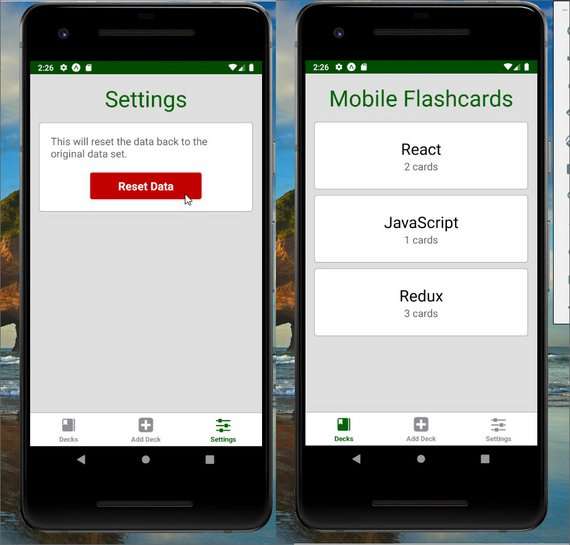 2:26
Settings
This will reset the data back to the
original data set.
Reset Data
Decks
Add Deck
Settings
2:26
Mobile Flashcards
React
2 cards
JavaScript
1 cards
Redux
3 cards
Decks
Add Deck
Settings